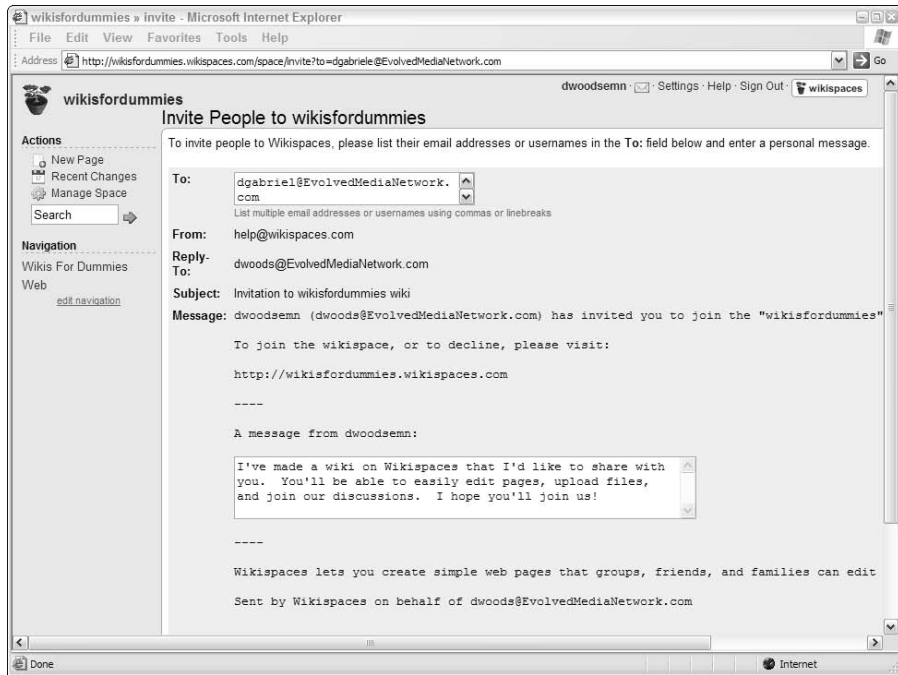 wikisfordummies » invite - Microsoft Internet Explorer
File Edit View Favorites Tools Help
Address http://wikisfordummies.wikispaces.com/space/invite?to=dgabriele@EvolvedMediaNetwork.com Go
dwoodsemn · Settings · Help · Sign Out · wikispaces
wikisfordummies
Invite People to wikisfordummies
Actions
New Page
Recent Changes
Manage Space
Search
Navigation
Wikis For Dummies
Web
edit navigation
To invite people to Wikispaces, please list their email addresses or usernames in the To: field below and enter a personal message.
To: dgabriel@EvolvedMediaNetwork.
com
List multiple email addresses or usernames using commas or linebreaks
From: help@wikispaces.com
Reply-
To: dwoods@EvolvedMediaNetwork.com
Subject: Invitation to wikisfordummies wiki
Message: dwoodsemn (dwoods@EvolvedMediaNetwork.com) has invited you to join the "wikisfordummies"
To join the wikispace, or to decline, please visit:
http://wikisfordummies.wikispaces.com
----
A message from dwoodsemn:
I've made a wiki on Wikispaces that I'd like to share with
you. You'll be able to easily edit pages, upload files,
and join our discussions. I hope you'll join us!
----
Wikispaces lets you create simple web pages that groups, friends, and families can edit
Sent by Wikispaces on behalf of dwoods@EvolvedMediaNetwork.com
Done Internet